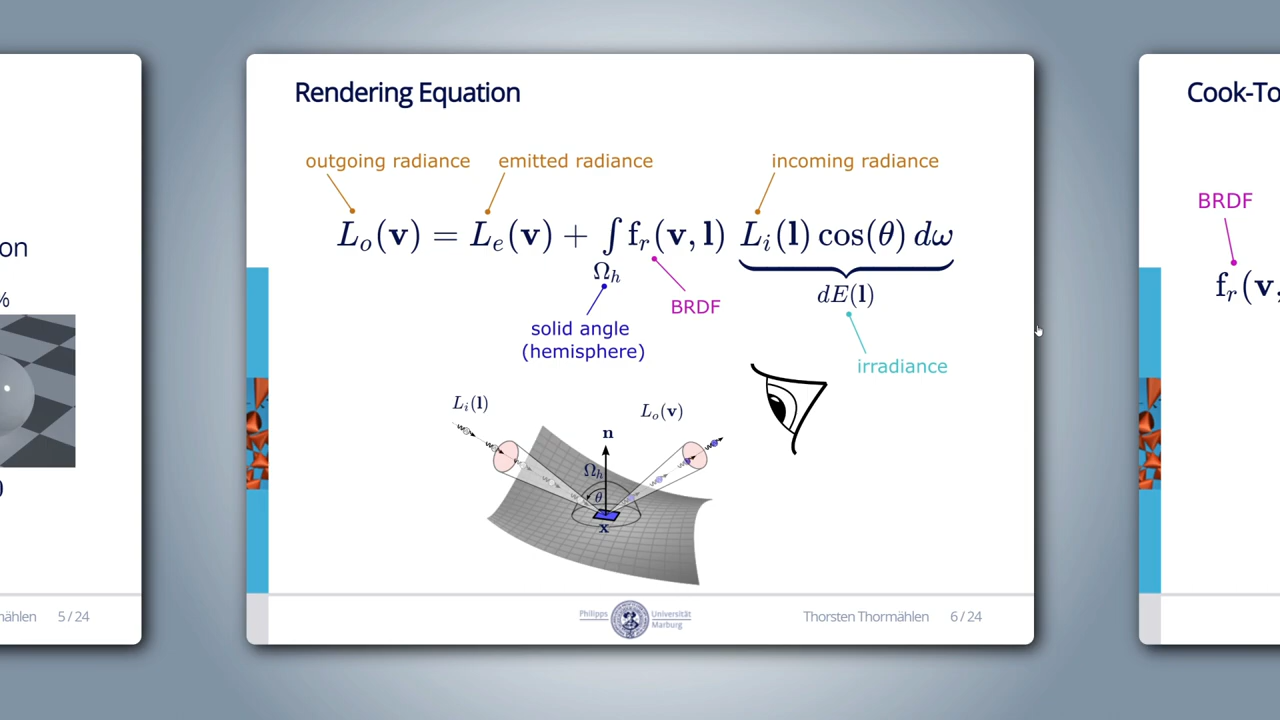 on
%
)
mählen 5 / 24
Rendering Equation
outgoing radiance emitted radiance incoming radiance
L_o(v) = L_e(v) + ∫ f_r(v, l) L_i(l) cos(θ) dω
Ω_h
dE(l)
BRDF
solid angle
(hemisphere)
irradiance
L_i(l)
L_o(v)
n
Ω_h
θ
x
Philipps Universität
Marburg
Thorsten Thormählen 6 / 24
Cook-To
BRDF
f_r(v,